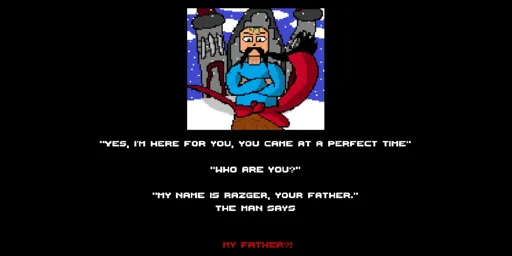 "YES, I'M HERE FOR YOU, YOU CAME AT A PERFECT TIME"
"WHO ARE YOU?"
"MY NAME IS RAZGER, YOUR FATHER."
THE MAN SAYS
MY FATHER?!